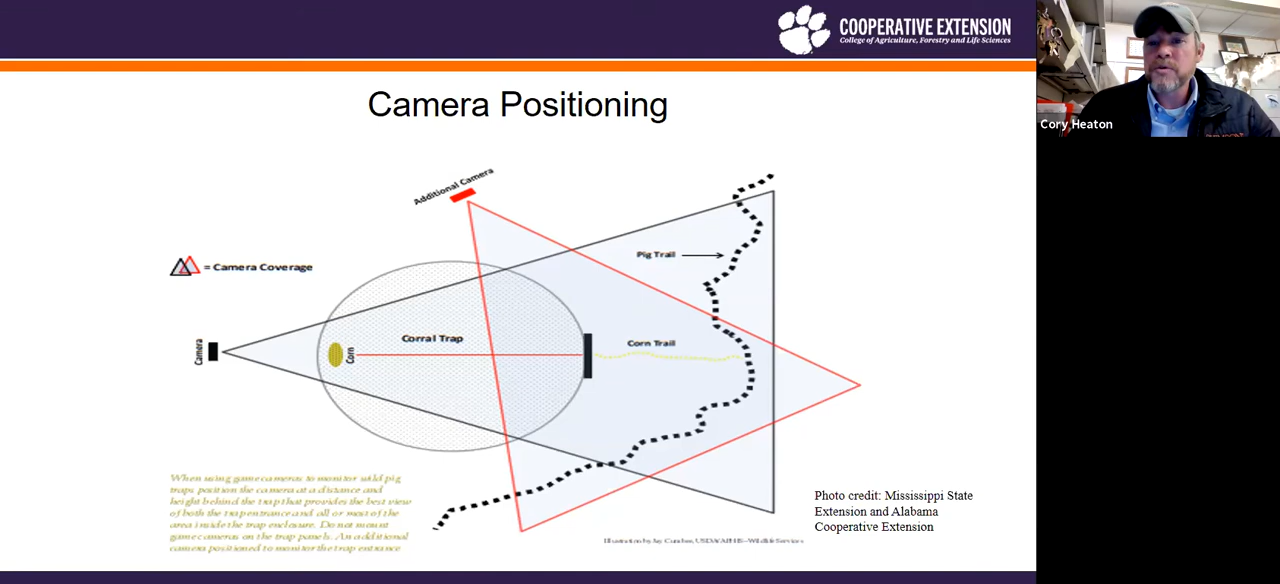 COOPERATIVE EXTENSION
College of Agriculture, Forestry and Life Sciences
Cory Heaton
Camera Positioning
Additional Camera
Pig Trail
= Camera Coverage
Camera
Corn
Corral Trap
Corn Trail
When using game cameras to monitor wild pig
traps position the camera at a distance and
height behind the trap that provides the best view
of both the trap entrance and all or most of the
area inside the trap enclosure. Do not mount
game cameras on the trap panels. An additional
camera positioned to monitor the trap entrance
Photo credit: Mississippi State
Extension and Alabama
Cooperative Extension
Illustration by Jay Cumbee, USDA/APHIS-Wildlife Services